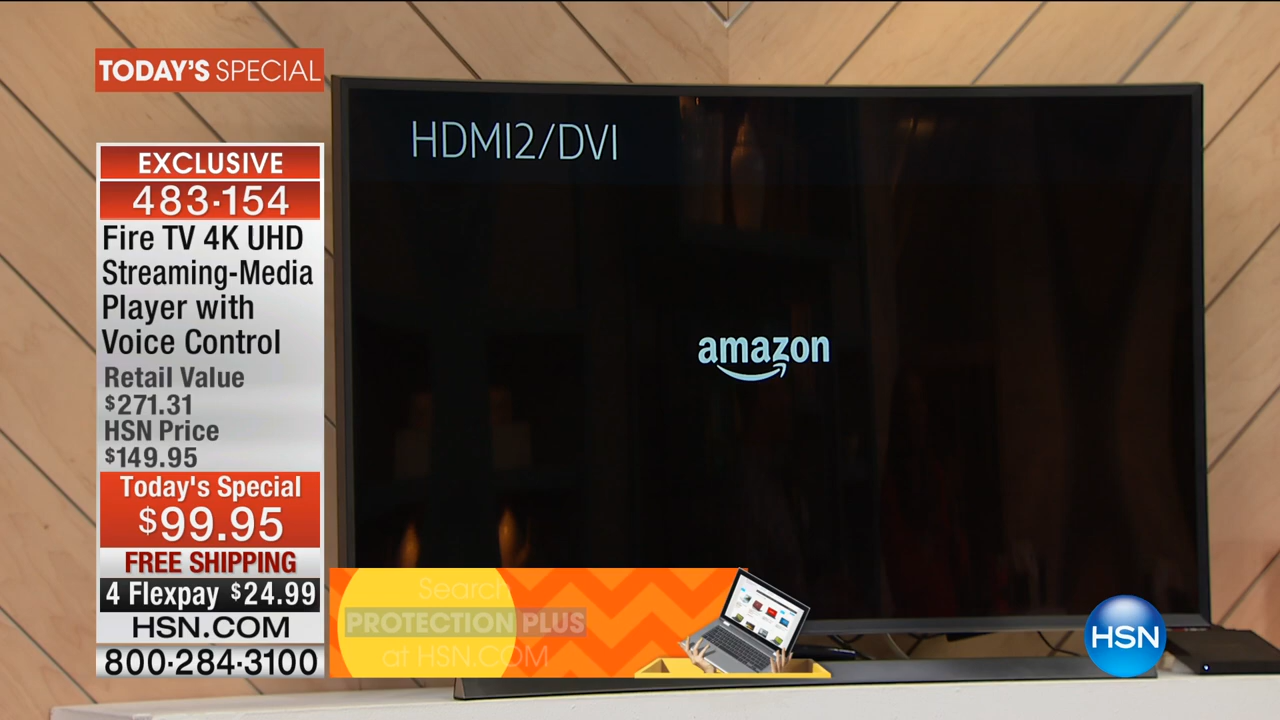 TODAY'S SPECIAL
EXCLUSIVE
483·154
Fire TV 4K UHD
Streaming-Media
Player with
Voice Control
Retail Value
$271.31
HSN Price
$149.95
Today's Special
$99.95
FREE SHIPPING
4 Flexpay $24.99
HSN.COM
800·284·3100
HDMI2/DVI
amazon
Search
PROTECTION PLUS
at HSN.COM
HSN